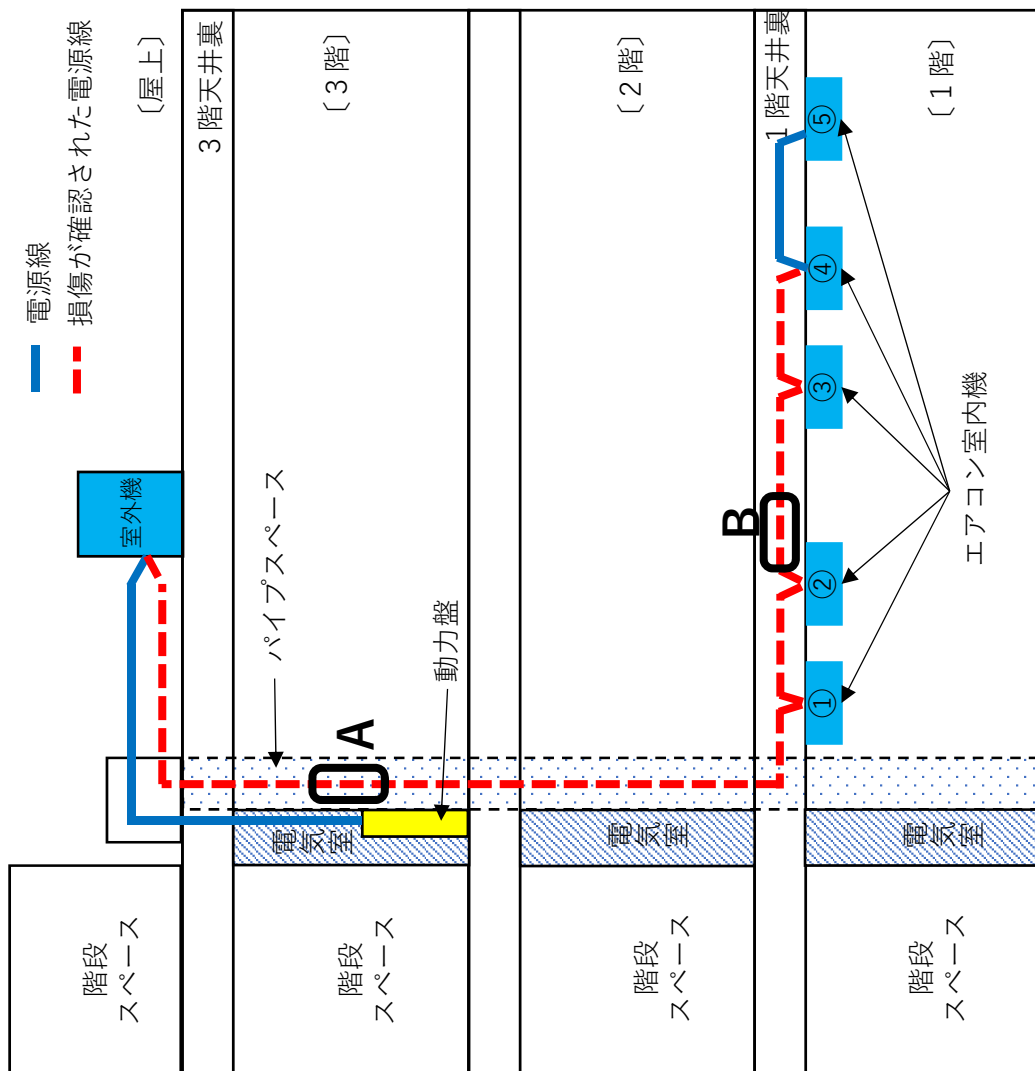 電源線
損傷が確認された電源線
〔屋上〕
3階天井裏
〔3階〕
〔2階〕
1階天井裏
〔1階〕
室外機
パイプスペース
動力盤
A
B
電気室
電気室
電気室
①
②
③
④
⑤
エアコン室内機
階段
スペース
階段
スペース
階段
スペース
階段
スペース